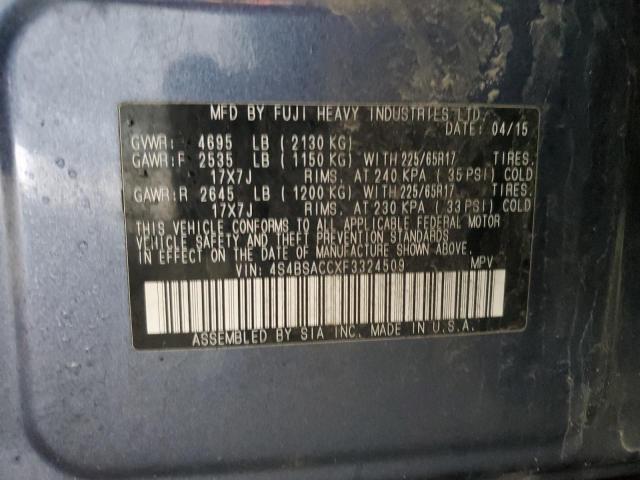 MFD BY FUJI HEAVY INDUSTRIES LTD.
DATE: 04/15
GVWR: 4695 LB (2130 KG)
GAWR:F 2535 LB (1150 KG) WITH 225/65R17 TIRES.
17X7J RIMS. AT 240 KPA (35 PSI) COLD
GAWR:R 2645 LB (1200 KG) WITH 225/65R17 TIRES.
17X7J RIMS. AT 230 KPA (33 PSI) COLD
THIS VEHICLE CONFORMS TO ALL APPLICABLE FEDERAL MOTOR
VEHICLE SAFETY AND THEFT PREVENTION STANDARDS
IN EFFECT ON THE DATE OF MANUFACTURE SHOWN ABOVE.
VIN: 4S4BSACCXF3324509 MPV
ASSEMBLED BY SIA INC. MADE IN U.S.A.